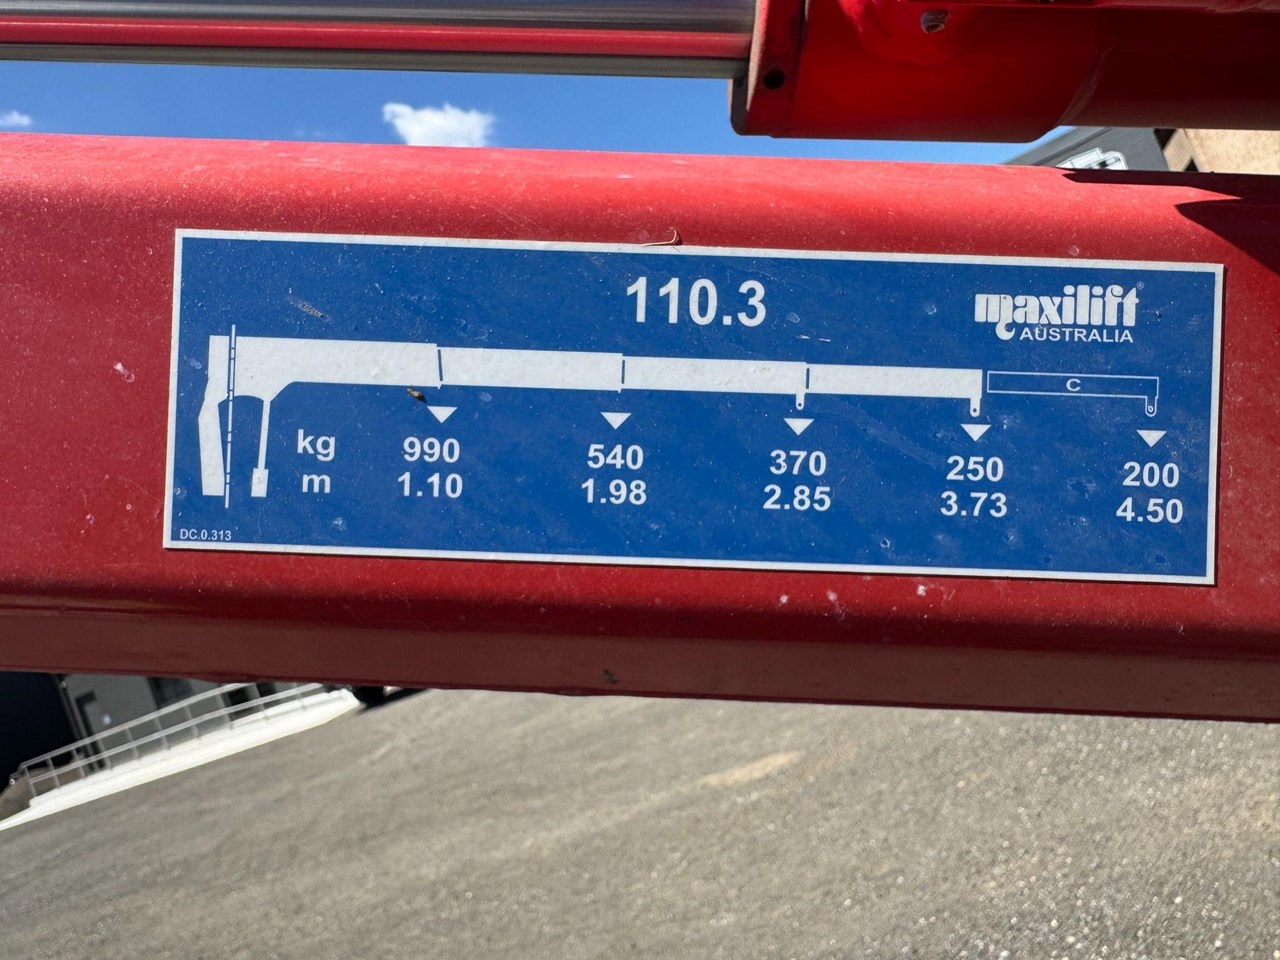 110.3
maxilift®
AUSTRALIA
C
kg 990 540 370 250 200
m 1.10 1.98 2.85 3.73 4.50
DC.0.313